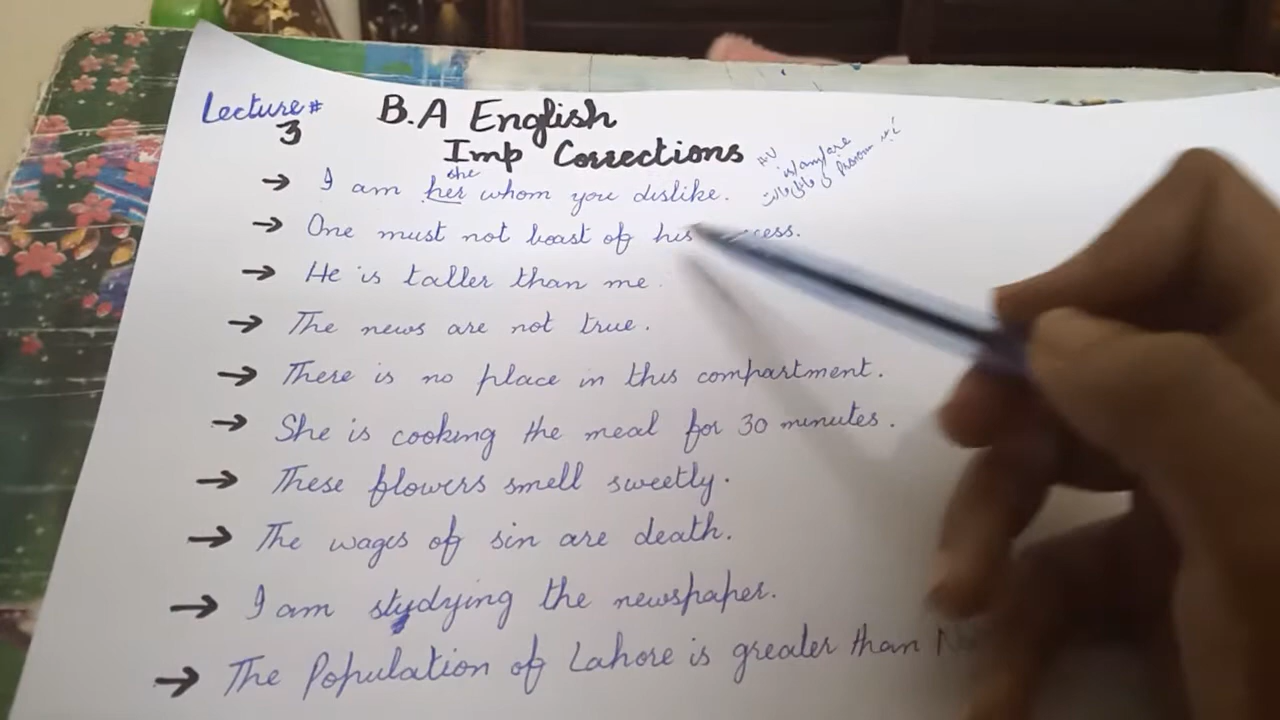 Lecture #
3
B.A English
Imp Corrections
H.V
is/am/are
she
→ I am her whom you dislike.
→ One must not boast of his
→ He is taller than me.
→ The news are not true.
→ There is no place in this compartment.
→ She is cooking the meal for 30 minutes.
→ These flowers smell sweetly.
→ The wages of sin are death.
→ I am studying the newspaper.
→ The Population of Lahore is greater than